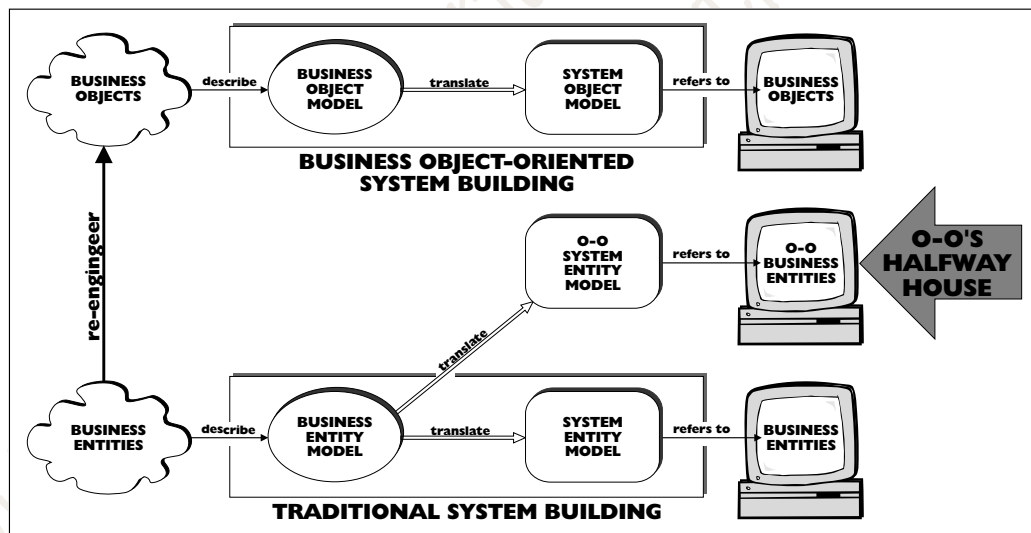 BUSINESS
OBJECTS
describe
BUSINESS
OBJECT
MODEL
translate
SYSTEM
OBJECT
MODEL
refers to
BUSINESS
OBJECTS
BUSINESS OBJECT-ORIENTED
SYSTEM BUILDING
re-engingeer
O-O
SYSTEM
ENTITY
MODEL
refers to
O-O
BUSINESS
ENTITIES
O-O'S
HALFWAY
HOUSE
translate
BUSINESS
ENTITIES
describe
BUSINESS
ENTITY
MODEL
translate
SYSTEM
ENTITY
MODEL
refers to
BUSINESS
ENTITIES
TRADITIONAL SYSTEM BUILDING